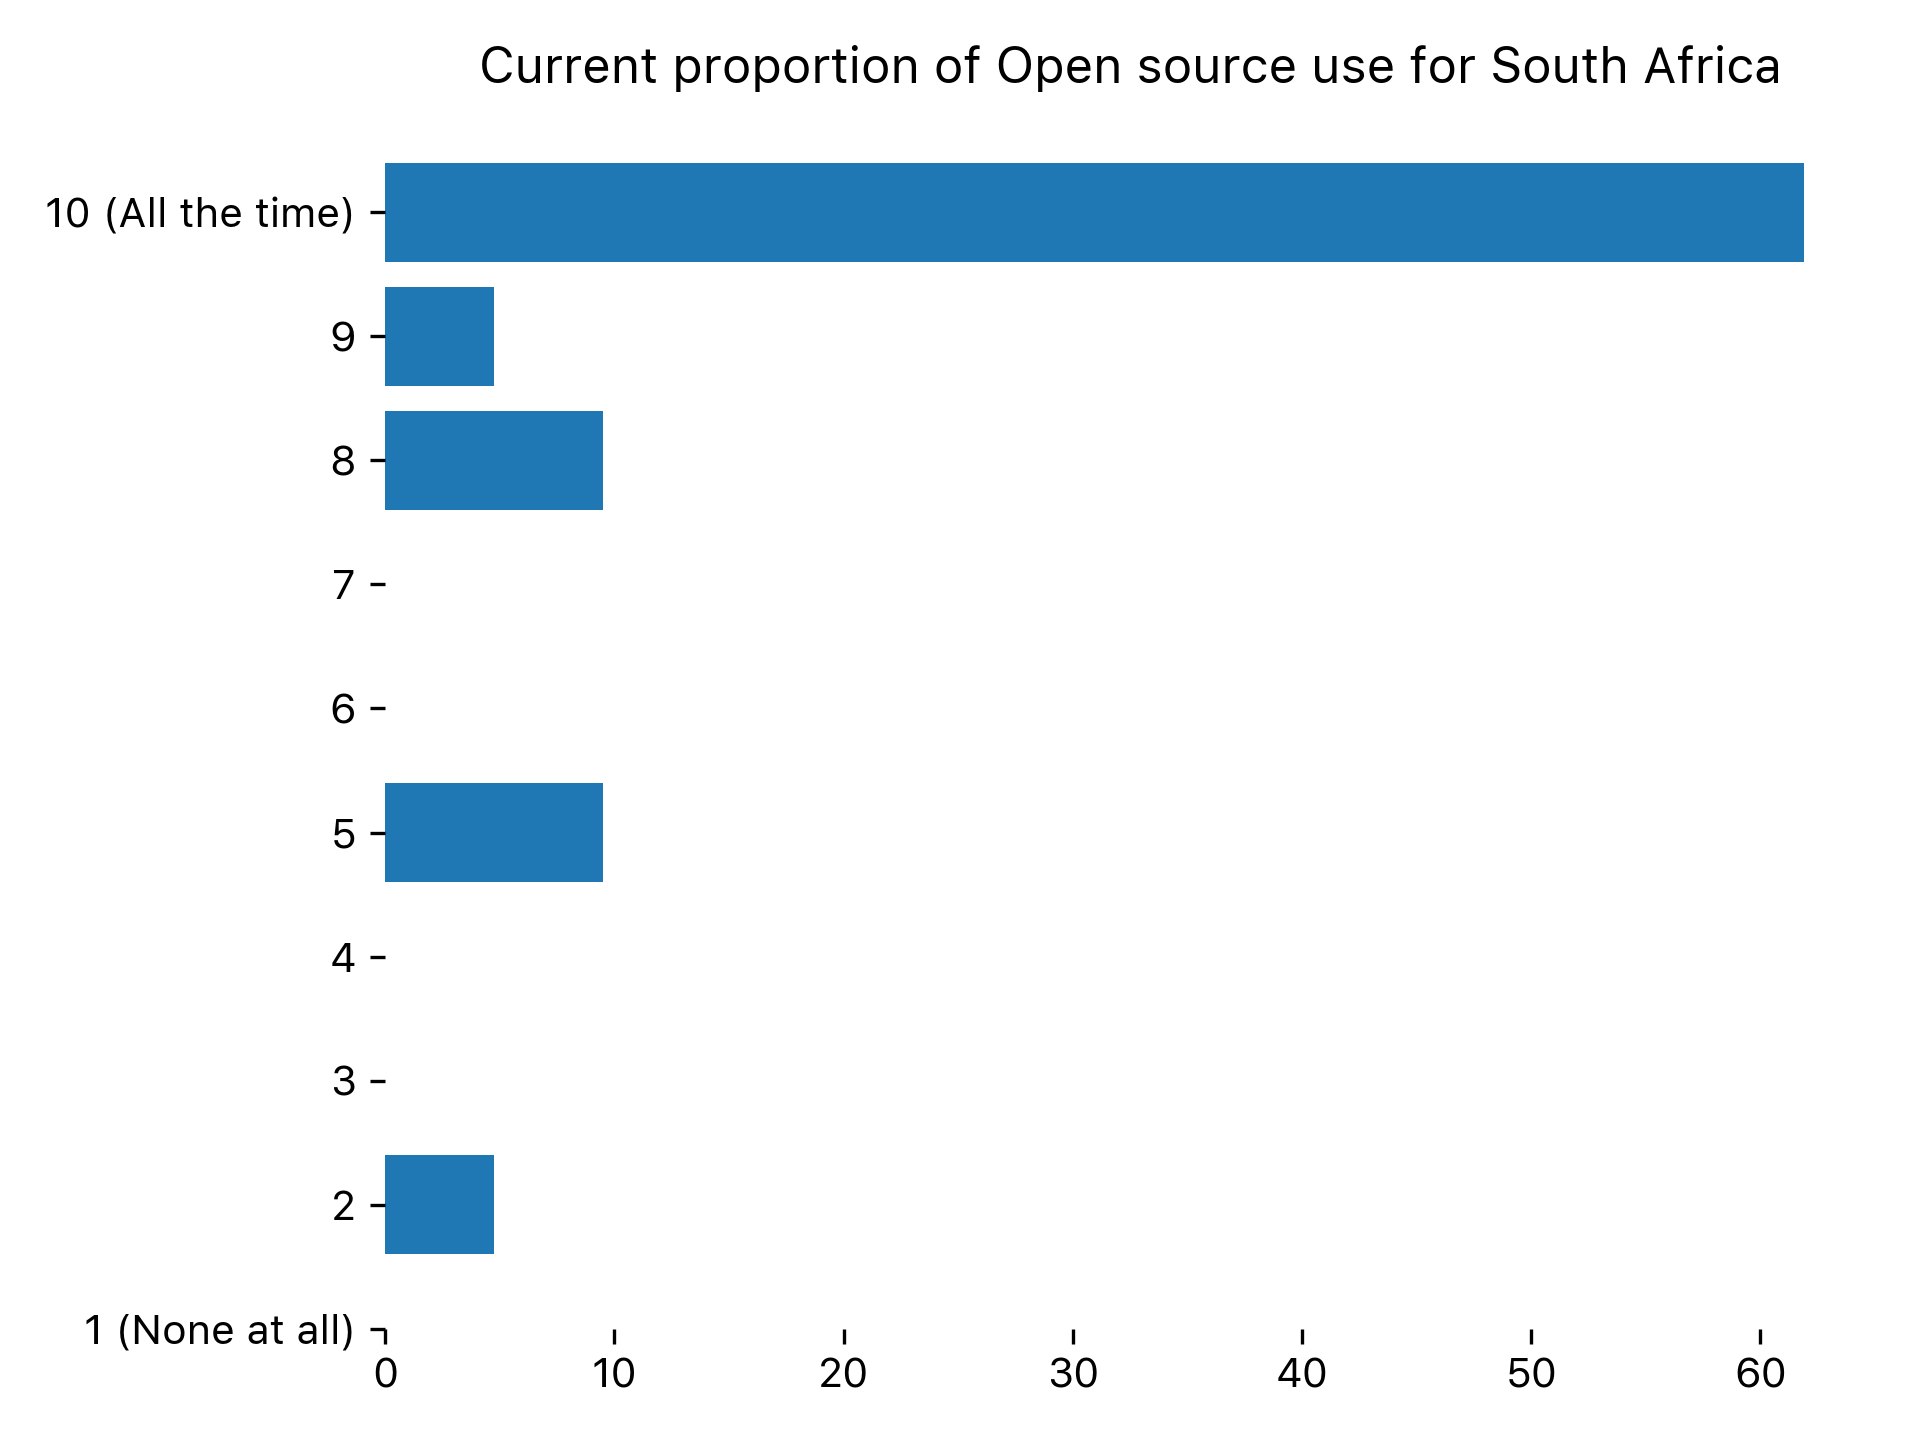 Current proportion of Open source use for South Africa
10 (All the time)
9
8
7
6
5
4
3
2
1 (None at all)
0 10 20 30 40 50 60